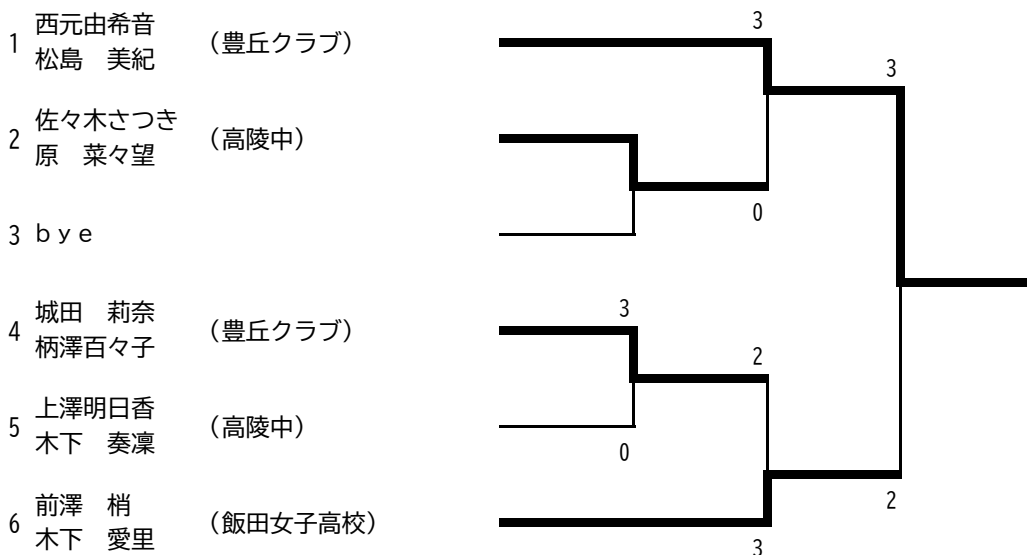 1 西元由希音 (豊丘クラブ)
松島　美紀
2 佐々木さつき (高陵中)
原　菜々望
3 ｂｙｅ
4 城田　莉奈 (豊丘クラブ)
柄澤百々子
5 上澤明日香 (高陵中)
木下　奏凜
6 前澤　梢 (飯田女子高校)
木下　愛里
3
3
0
3
2
0
2
3